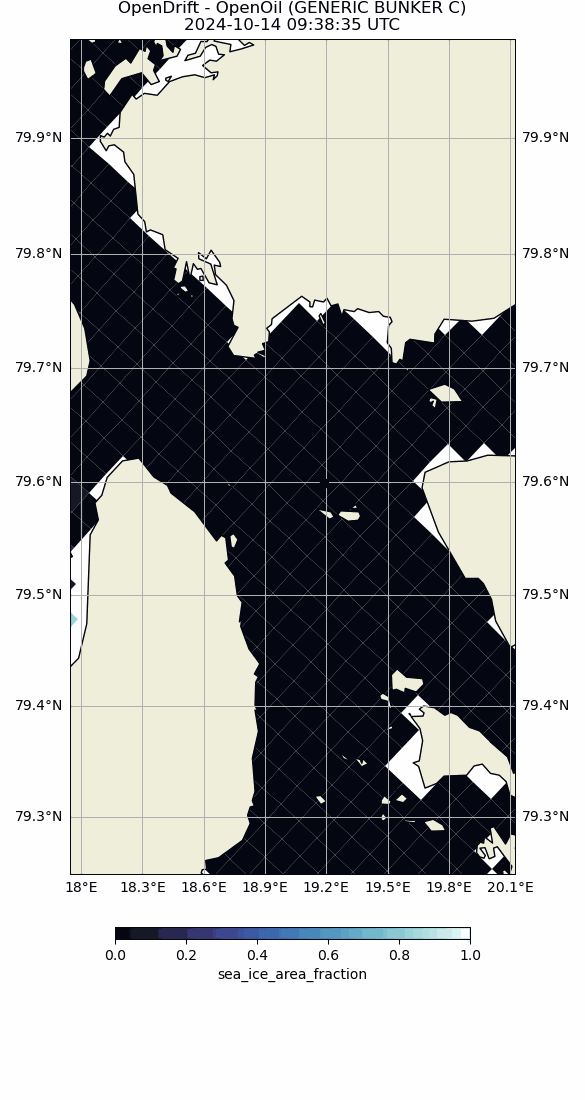 OpenDrift - OpenOil (GENERIC BUNKER C)
2024-10-14 09:38:35 UTC
79.9°N 79.9°N
79.8°N 79.8°N
79.7°N 79.7°N
79.6°N 79.6°N
79.5°N 79.5°N
79.4°N 79.4°N
79.3°N 79.3°N
18°E 18.3°E 18.6°E 18.9°E 19.2°E 19.5°E 19.8°E 20.1°E
0.0 0.2 0.4 0.6 0.8 1.0
sea_ice_area_fraction